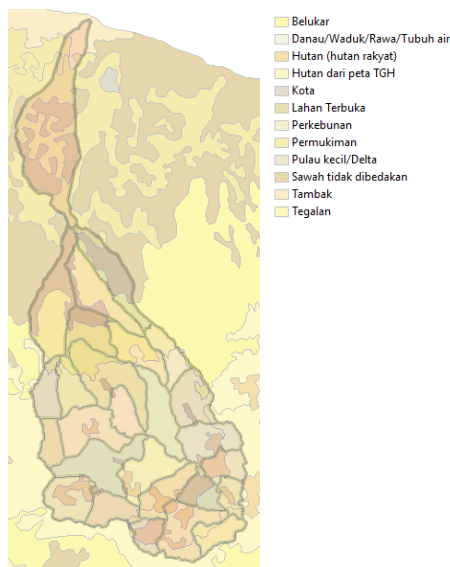 Belukar
Danau/Waduk/Rawa/Tubuh air
Hutan (hutan rakyat)
Hutan dari peta TGH
Kota
Lahan Terbuka
Perkebunan
Permukiman
Pulau kecil/Delta
Sawah tidak dibedakan
Tambak
Tegalan